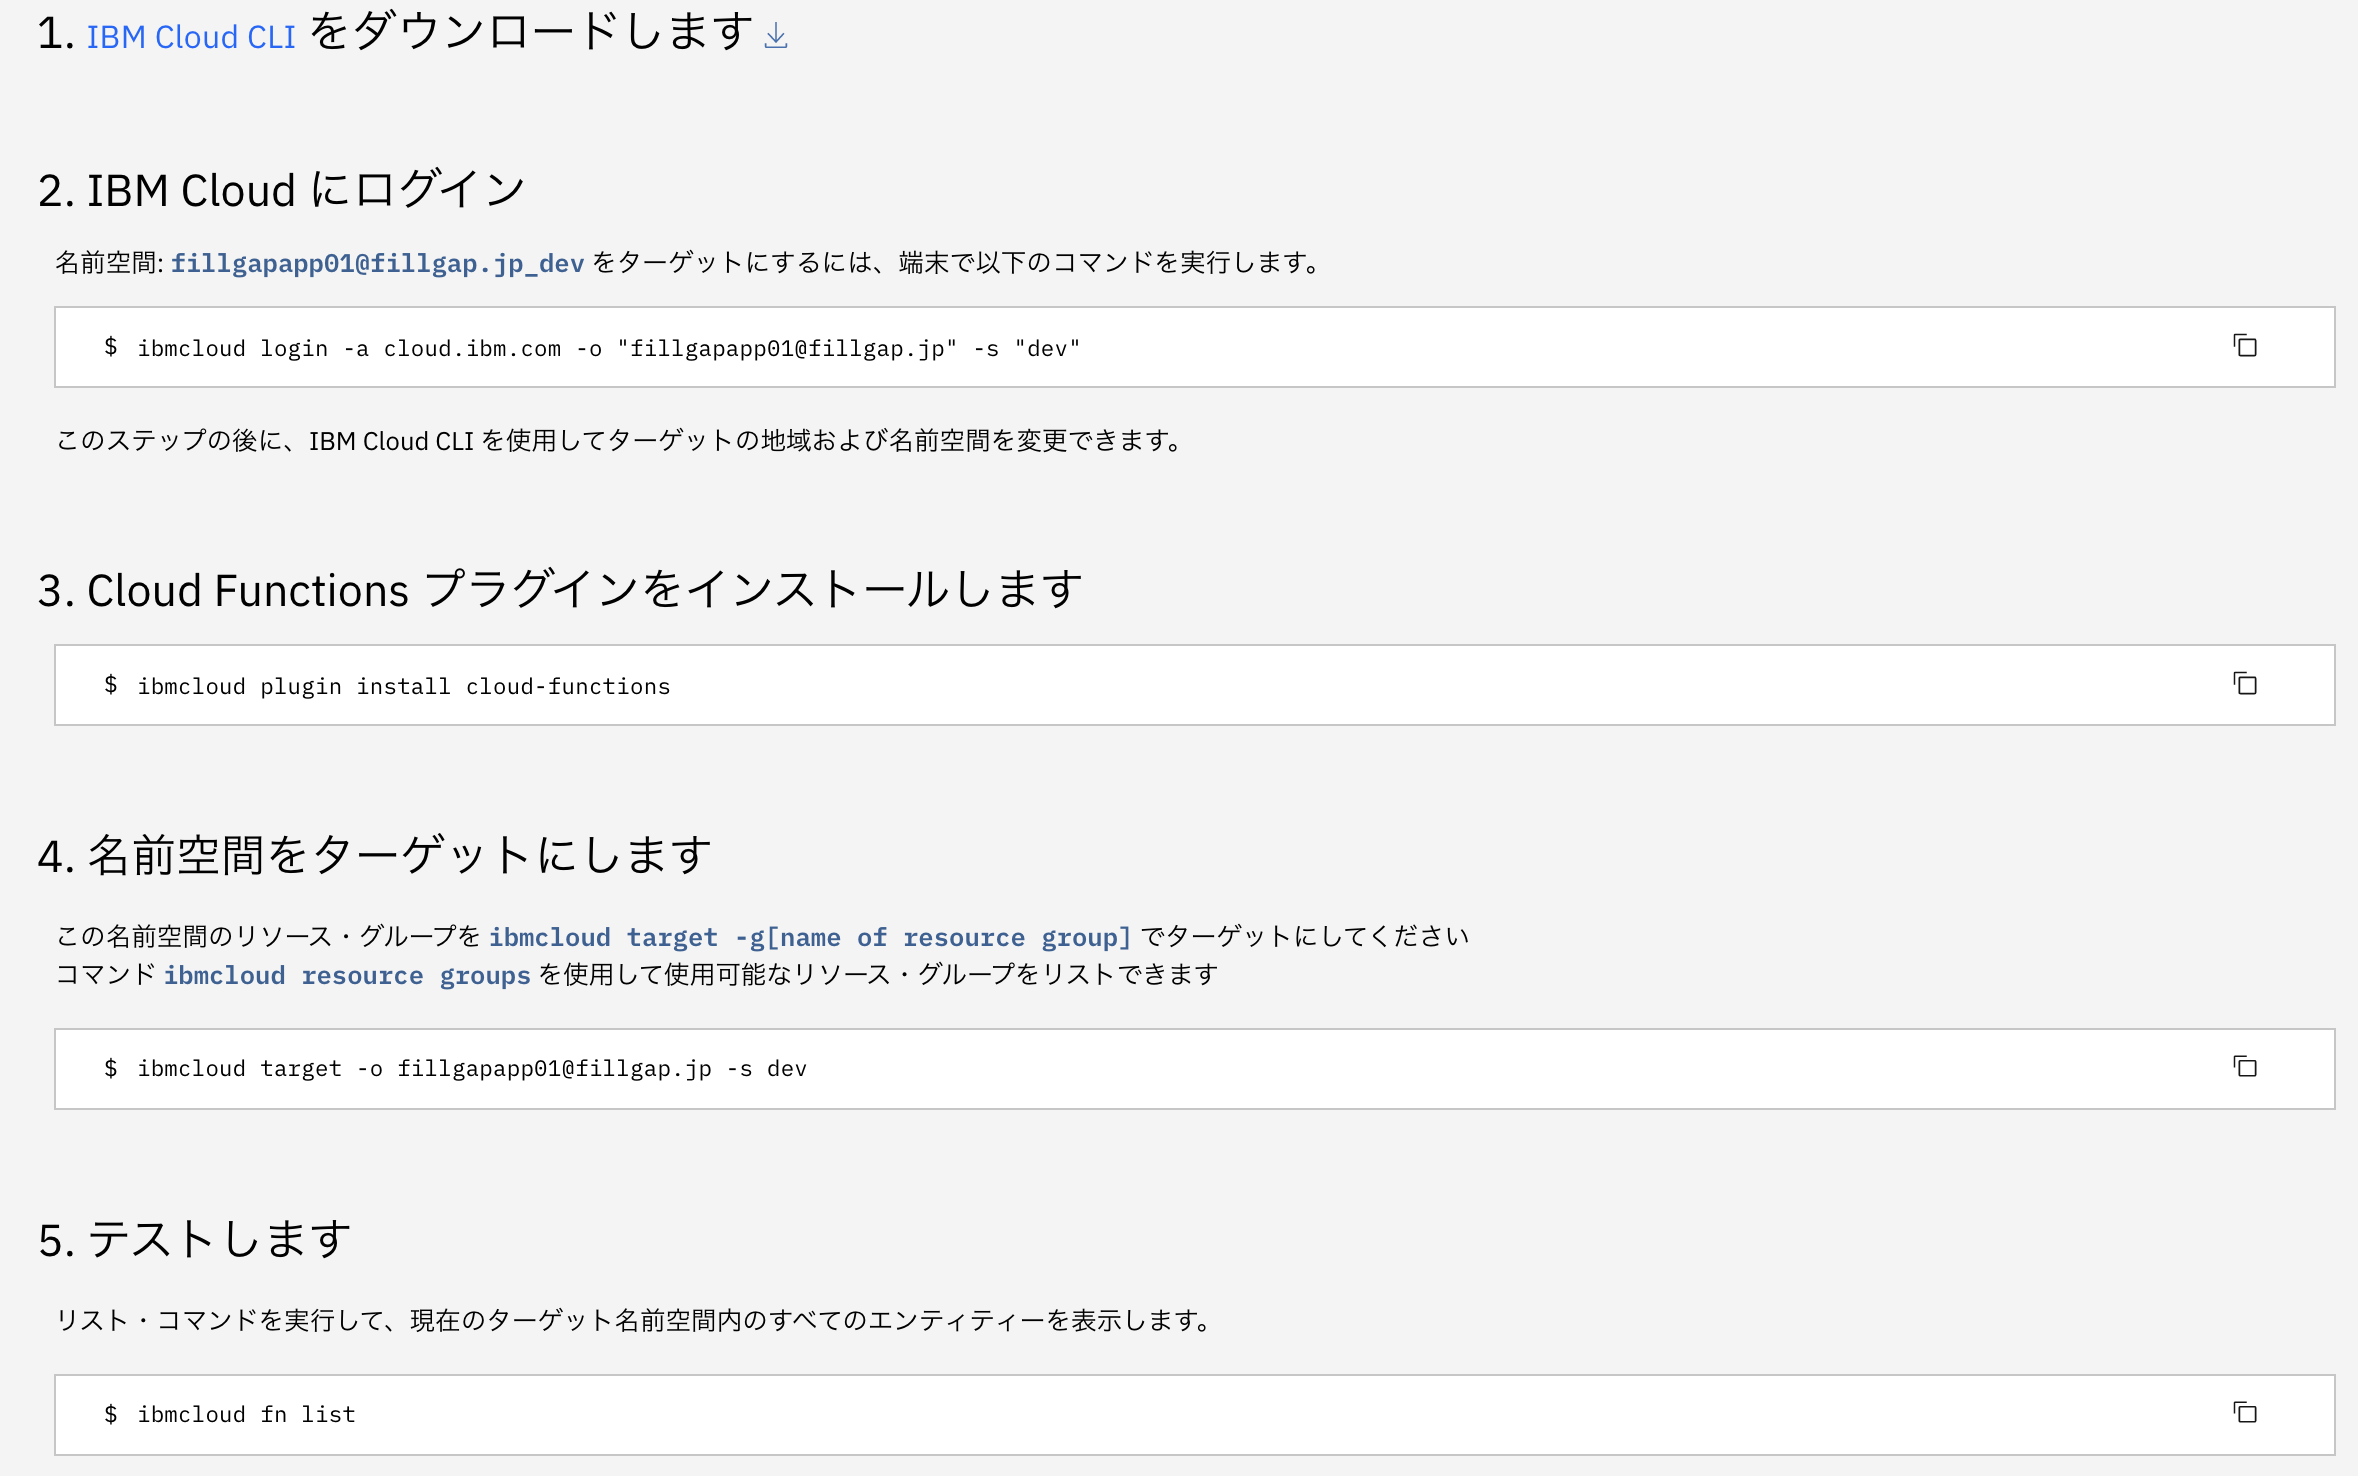 1. IBM Cloud CLI をダウンロードします
2. IBM Cloud にログイン
名前空間: fillgapapp01@fillgap.jp_dev をターゲットにするには、端末で以下のコマンドを実行します。
$ ibmcloud login -a cloud.ibm.com -o "fillgapapp01@fillgap.jp" -s "dev"
このステップの後に、IBM Cloud CLI を使用してターゲットの地域および名前空間を変更できます。
3. Cloud Functions プラグインをインストールします
$ ibmcloud plugin install cloud-functions
4. 名前空間をターゲットにします
この名前空間のリソース・グループを ibmcloud target -g[name of resource group] でターゲットにしてください
コマンド ibmcloud resource groups を使用して使用可能なリソース・グループをリストできます
$ ibmcloud target -o fillgapapp01@fillgap.jp -s dev
5. テストします
リスト・コマンドを実行して、現在のターゲット名前空間内のすべてのエンティティーを表示します。
$ ibmcloud fn list